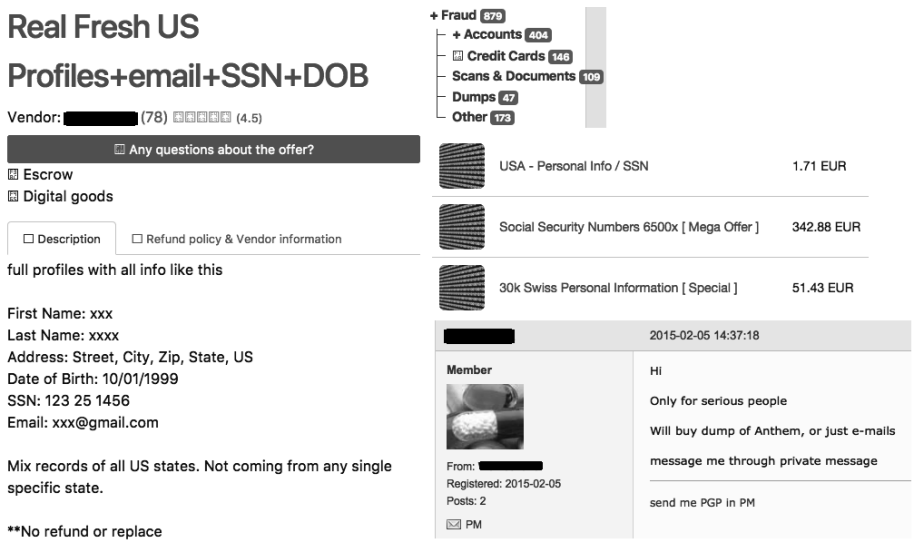 Real Fresh US
Profiles+email+SSN+DOB
Vendor: (78) (4.5)
Any questions about the offer?
Escrow
Digital goods
Description
Refund policy & Vendor information
full profiles with all info like this
First Name: xxx
Last Name: xxxx
Address: Street, City, Zip, State, US
Date of Birth: 10/01/1999
SSN: 123 25 1456
Email: xxx@gmail.com
Mix records of all US states. Not coming from any single
specific state.
**No refund or replace
+ Fraud 879
+ Accounts 404
Credit Cards 146
Scans & Documents 109
Dumps 47
Other 173
USA - Personal Info / SSN 1.71 EUR
Social Security Numbers 6500x [ Mega Offer ] 342.88 EUR
30k Swiss Personal Information [ Special ] 51.43 EUR
2015-02-05 14:37:18
Member
From:
Registered: 2015-02-05
Posts: 2
PM
Hi
Only for serious people
Will buy dump of Anthem, or just e-mails
message me through private message
send me PGP in PM